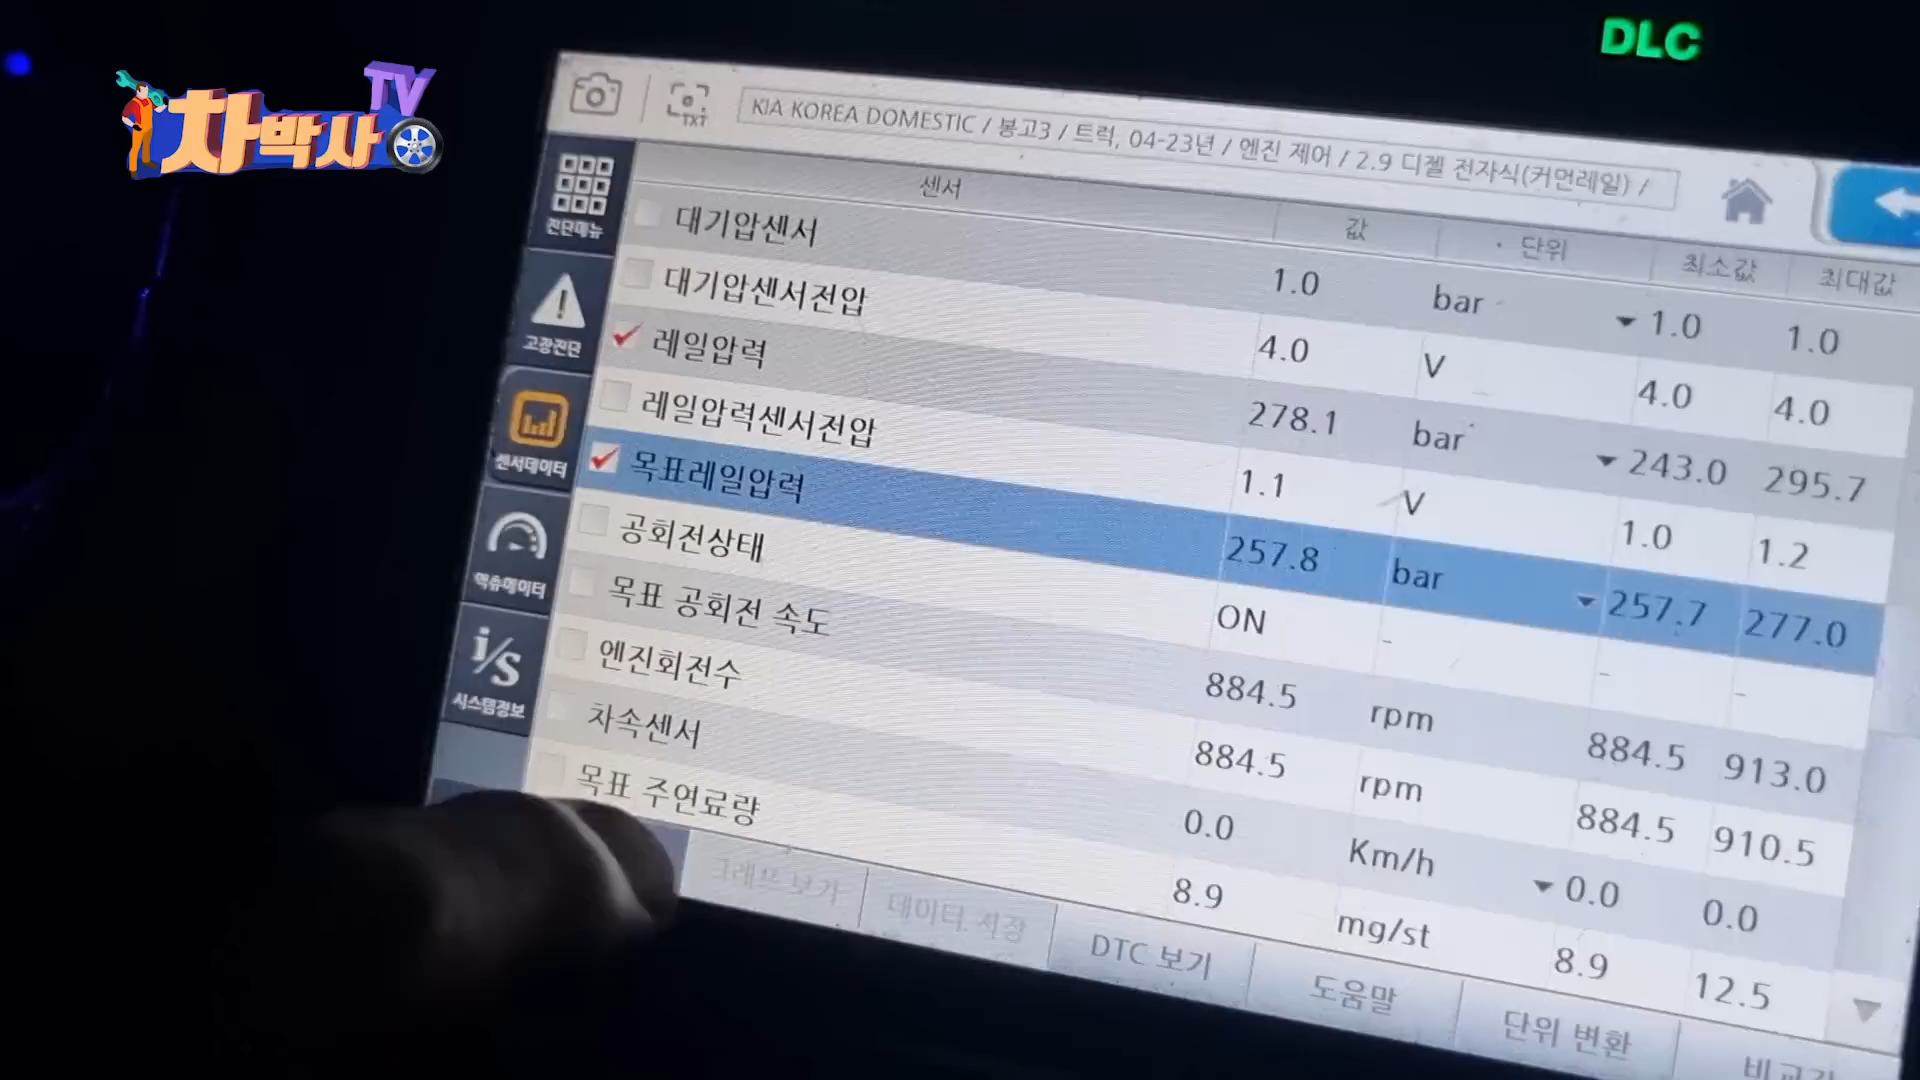 DLC
차박사TV
TXT
KIA KOREA DOMESTIC / 봉고3 / 트럭, 04-23년 / 엔진 제어 / 2.9 디젤 전자식(커먼레일) /
진단메뉴
고장진단
센서데이터
액츄에이터
i/s
시스템정보
센서 값 단위 최소값 최대값
대기압센서 1.0 bar 1.0 1.0
대기압센서전압 4.0 V 4.0 4.0
레일압력 278.1 bar 243.0 295.7
레일압력센서전압 1.1 V 1.0 1.2
목표레일압력 257.8 bar 257.7 277.0
공회전상태 ON - - -
목표 공회전 속도 884.5 rpm 884.5 913.0
엔진회전수 884.5 rpm 884.5 910.5
차속센서 0.0 Km/h 0.0 0.0
목표 주연료량 8.9 mg/st 8.9 12.5
그래프 보기 데이터 저장 DTC 보기 도움말 단위 변환